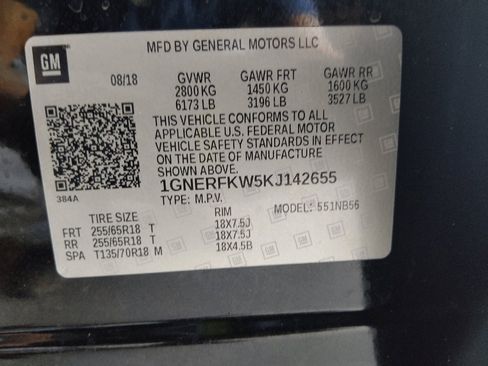 GM
MFD BY GENERAL MOTORS LLC
08/18 GVWR GAWR FRT GAWR RR
2800 KG 1450 KG 1600 KG
6173 LB 3196 LB 3527 LB
THIS VEHICLE CONFORMS TO ALL
APPLICABLE U.S. FEDERAL MOTOR
VEHICLE SAFETY STANDARDS IN EFFECT
ON THE DATE OF MANUFACTURE
SHOWN ABOVE.
384A
1GNERFKW5KJ142655
TYPE: M.P.V. MODEL: 551NB56
TIRE SIZE RIM
FRT 255/65R18 T 18X7.5J
RR 255/65R18 T 18X7.5J
SPA T135/70R18 M 18X4.5B